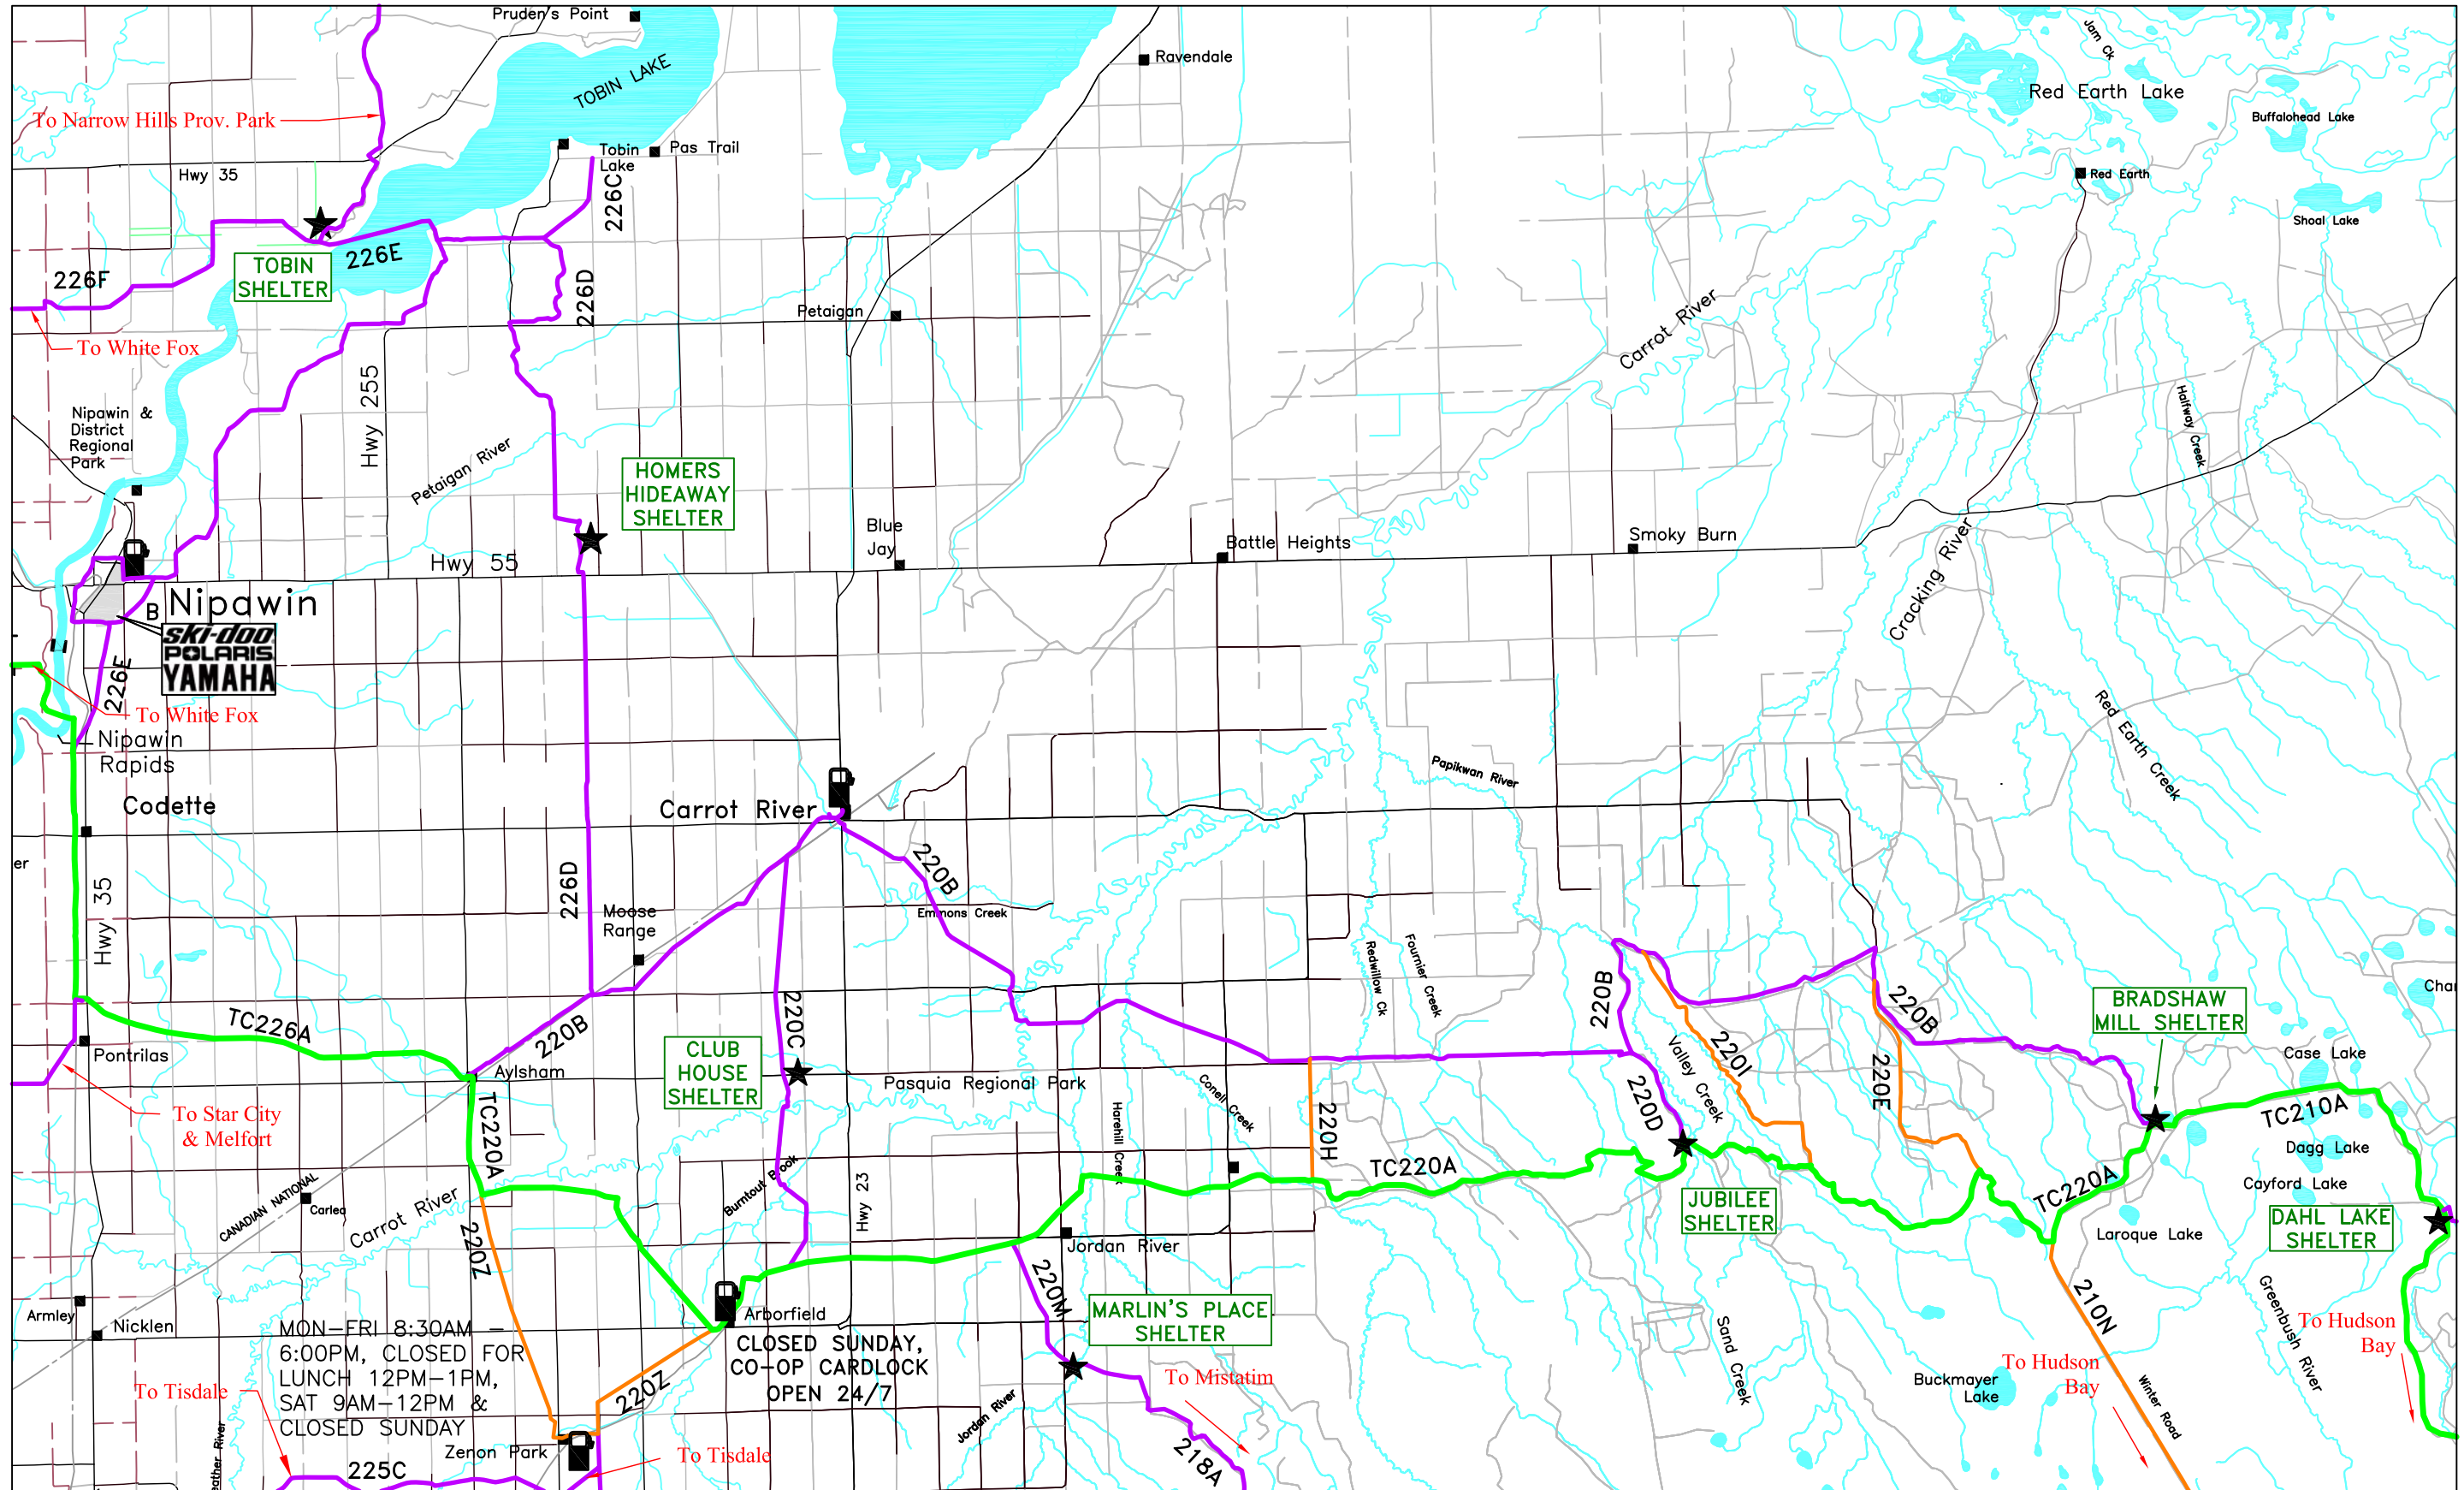 Pruden's Point
TOBIN LAKE
Ravendale
Jam Ck
Red Earth Lake
Buffalohead Lake
To Narrow Hills Prov. Park
Hwy 35
Tobin
Lake
Pas Trail
Red Earth
Shoal Lake
226C
226E
226F
TOBIN
SHELTER
226D
Petaigan
Carrot River
To White Fox
Hwy 255
Nipawin &
District
Regional
Park
Petaigan River
Halfway Creek
HOMERS
HIDEAWAY
SHELTER
Blue
Jay
Hwy 55
Battle Heights
Smoky Burn
Cracking River
B
Nipawin
ski-doo
POLARIS
YAMAHA
226E
To White Fox
Nipawin
Rapids
Red Earth Creek
Papikwan River
Codette
Carrot River
er
220B
Hwy 35
226D
Moose
Range
Emmons Creek
Redwillow Ck
Fournier Creek
220B
Char
BRADSHAW
MILL SHELTER
220B
TC226A
220B
220C
Pontrilas
CLUB
HOUSE
SHELTER
Aylsham
Pasquia Regional Park
Valley Creek
220I
220E
Case Lake
To Star City
& Melfort
TC220A
Conell Creek
Harehill Creek
220H
220D
TC210A
Dagg Lake
TC220A
TC220A
Cayford Lake
CANADIAN NATIONAL
Carlea
Carrot River
Burntout Brook
Hwy 23
JUBILEE
SHELTER
Laroque Lake
DAHL LAKE
SHELTER
220Z
Jordan River
220M
MARLIN'S PLACE
SHELTER
210N
Greenbush River
Armley
Nicklen
Arborfield
MON-FRI 8:30AM -
6:00PM, CLOSED FOR
LUNCH 12PM-1PM,
SAT 9AM-12PM &
CLOSED SUNDAY
CLOSED SUNDAY,
CO-OP CARDLOCK
OPEN 24/7
To Hudson
Bay
To Hudson
Bay
Sand Creek
To Mistatim
To Tisdale
220Z
Buckmayer
Lake
Winter Road
Jordan River
eather River
Zenon Park
To Tisdale
225C
218A